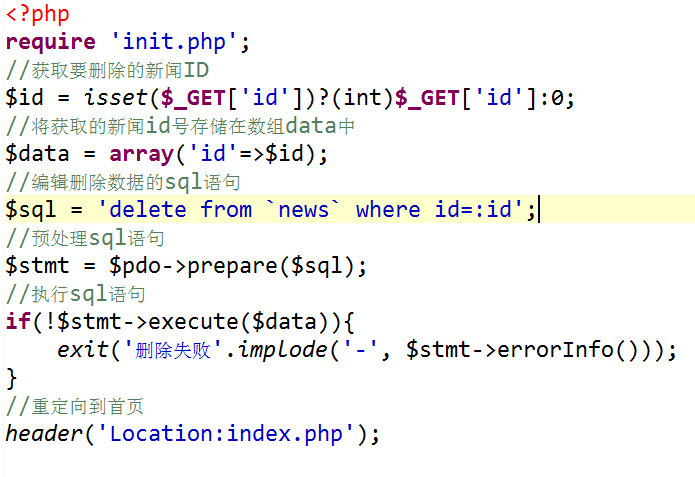 <?php
require 'init.php';
//获取要删除的新闻ID
$id = isset($_GET['id'])?(int)$_GET['id']:0;
//将获取的新闻id号存储在数组data中
$data = array('id'=>$id);
//编辑删除数据的sql语句
$sql = 'delete from `news` where id=:id';
//预处理sql语句
$stmt = $pdo->prepare($sql);
//执行sql语句
if(!$stmt->execute($data)){
    exit('删除失败'.implode('-', $stmt->errorInfo()));
}
//重定向到首页
header('Location:index.php');